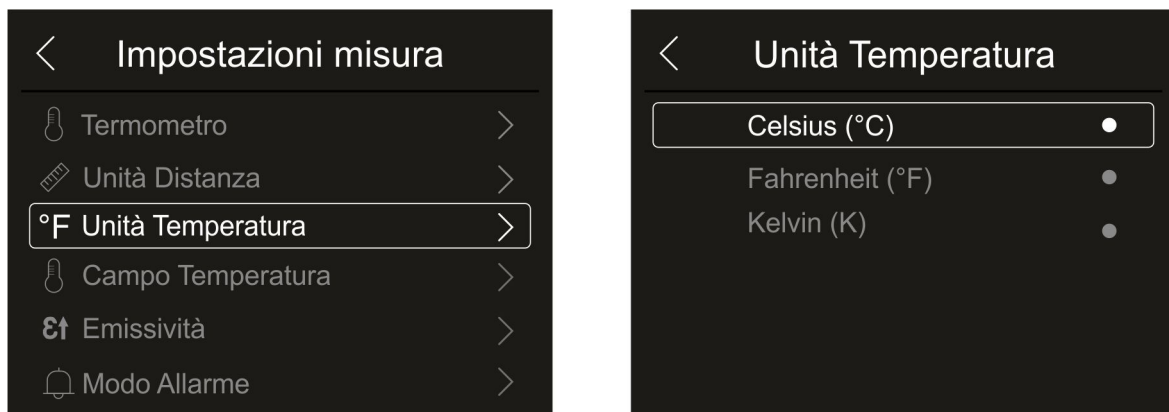 Impostazioni misura
Termometro
Unità Distanza
°F Unità Temperatura
Campo Temperatura
ε↑ Emissività
Modo Allarme
Unità Temperatura
Celsius (°C)
Fahrenheit (°F)
Kelvin (K)